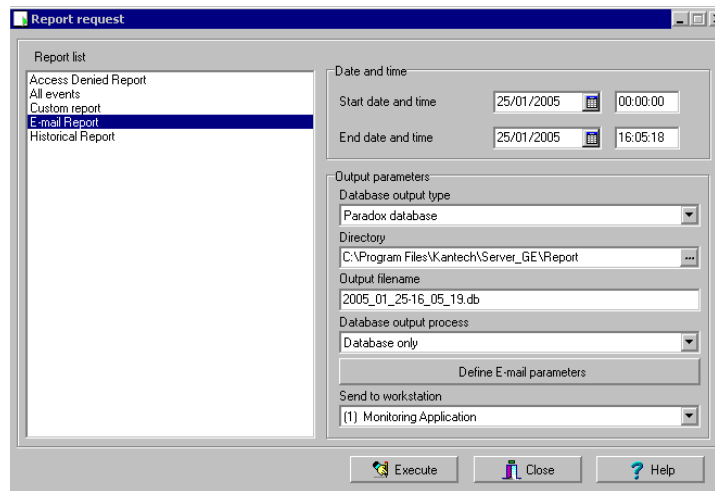 Report request
Report list
Access Denied Report
All events
Custom report
E-mail Report
Historical Report
Date and time
Start date and time 25/01/2005 00:00:00
End date and time 25/01/2005 16:05:18
Output parameters
Database output type
Paradox database
Directory
C:\Program Files\Kantech\Server_GE\Report ...
Output filename
2005_01_25-16_05_19.db
Database output process
Database only
Define E-mail parameters
Send to workstation
(1) Monitoring Application
Execute Close ? Help